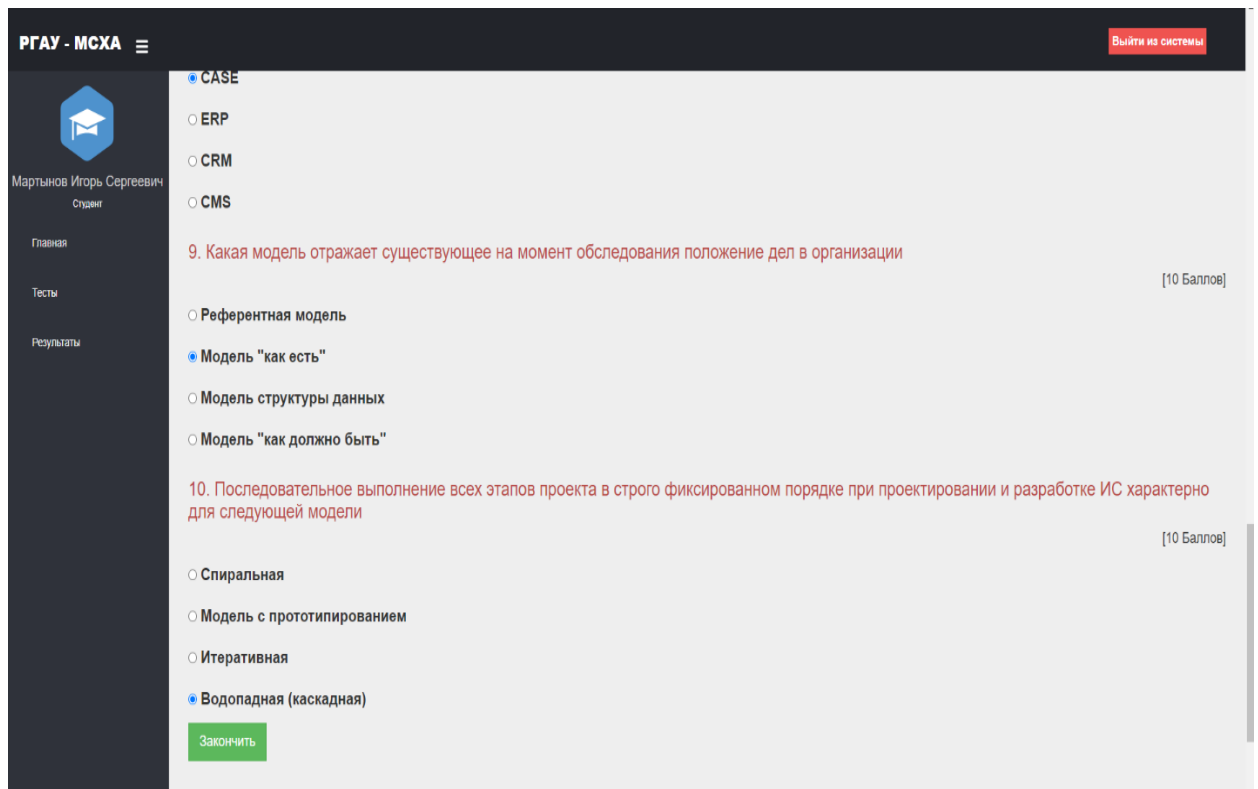 РГАУ - МСХА
Выйти из системы
Мартынов Игорь Сергеевич
Студент
Главная
Тесты
Результаты
CASE
ERP
CRM
CMS
9. Какая модель отражает существующее на момент обследования положение дел в организации
[10 Баллов]
Референтная модель
Модель "как есть"
Модель структуры данных
Модель "как должно быть"
10. Последовательное выполнение всех этапов проекта в строго фиксированном порядке при проектировании и разработке ИС характерно
для следующей модели
[10 Баллов]
Спиральная
Модель с прототипированием
Итеративная
Водопадная (каскадная)
Закончить